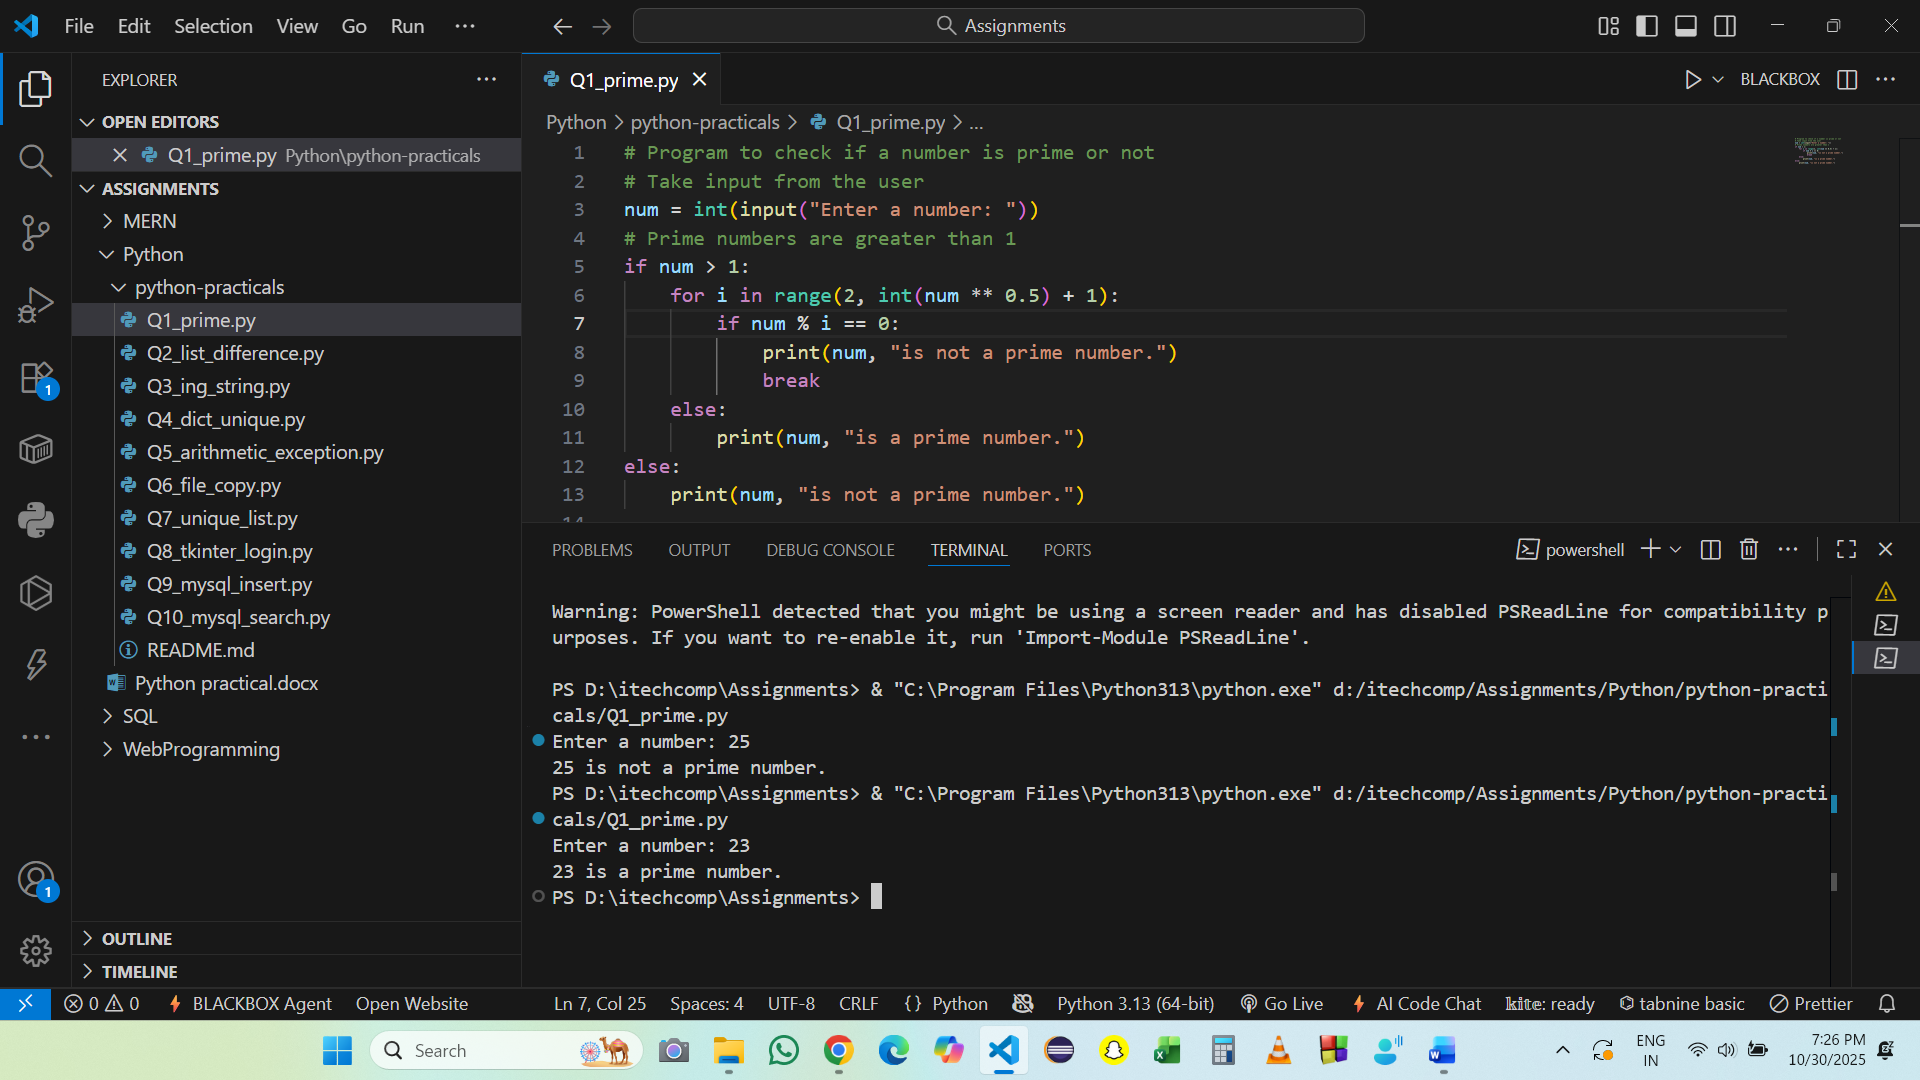 File Edit Selection View Go Run ···
Assignments
EXPLORER
OPEN EDITORS
Q1_prime.py Python\python-practicals
ASSIGNMENTS
MERN
Python
python-practicals
Q1_prime.py
Q2_list_difference.py
Q3_ing_string.py
Q4_dict_unique.py
Q5_arithmetic_exception.py
Q6_file_copy.py
Q7_unique_list.py
Q8_tkinter_login.py
Q9_mysql_insert.py
Q10_mysql_search.py
README.md
Python practical.docx
SQL
WebProgramming
OUTLINE
TIMELINE
1
1
Q1_prime.py
BLACKBOX
Python > python-practicals > Q1_prime.py > ...
1 # Program to check if a number is prime or not
2 # Take input from the user
3 num = int(input("Enter a number: "))
4 # Prime numbers are greater than 1
5 if num > 1:
6     for i in range(2, int(num ** 0.5) + 1):
7         if num % i == 0:
8             print(num, "is not a prime number.")
9             break
10     else:
11         print(num, "is a prime number.")
12 else:
13     print(num, "is not a prime number.")
14
PROBLEMS OUTPUT DEBUG CONSOLE TERMINAL PORTS
powershell
Warning: PowerShell detected that you might be using a screen reader and has disabled PSReadLine for compatibility p
urposes. If you want to re-enable it, run 'Import-Module PSReadLine'.
PS D:\itechcomp\Assignments> & "C:\Program Files\Python313\python.exe" d:/itechcomp/Assignments/Python/python-practi
cals/Q1_prime.py
Enter a number: 25
25 is not a prime number.
PS D:\itechcomp\Assignments> & "C:\Program Files\Python313\python.exe" d:/itechcomp/Assignments/Python/python-practi
cals/Q1_prime.py
Enter a number: 23
23 is a prime number.
PS D:\itechcomp\Assignments>
0 0 BLACKBOX Agent Open Website Ln 7, Col 25 Spaces: 4 UTF-8 CRLF {} Python Python 3.13 (64-bit) Go Live AI Code Chat kite: ready tabnine basic Prettier
Search
ENG
IN
7:26 PM
10/30/2025